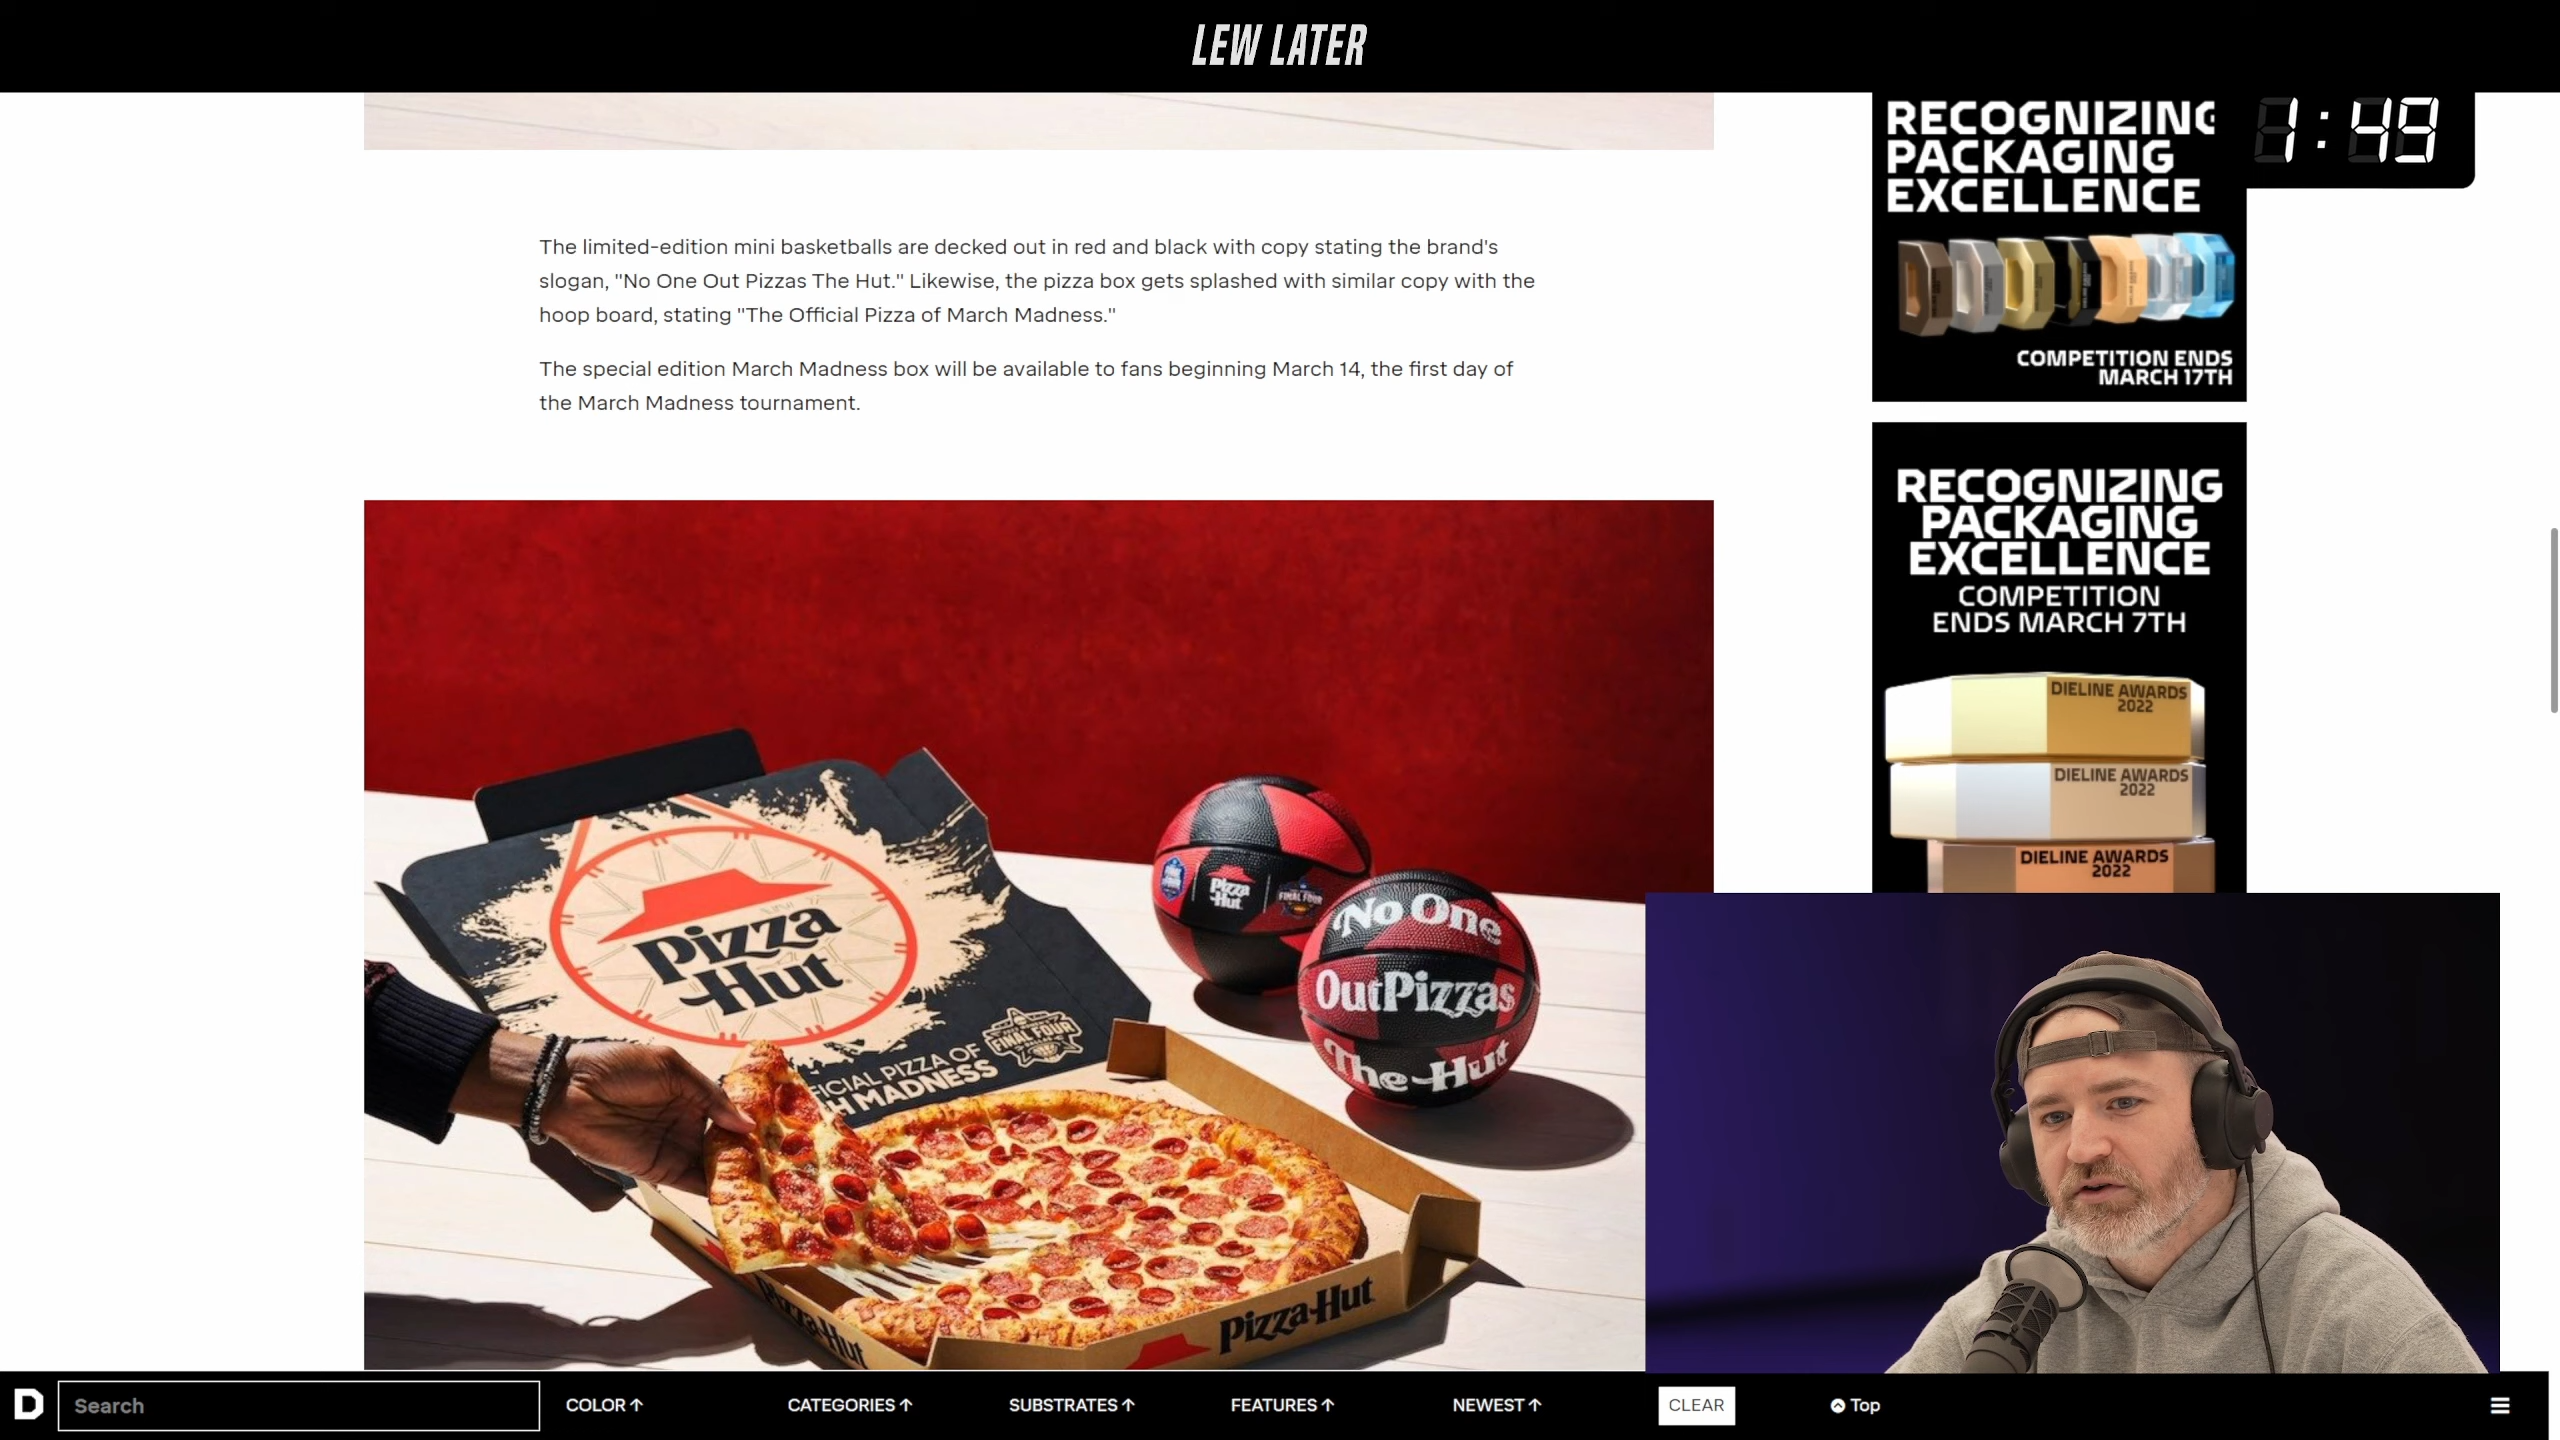 LEW LATER
1:49
RECOGNIZING
PACKAGING
EXCELLENCE
COMPETITION ENDS
MARCH 17TH
The limited-edition mini basketballs are decked out in red and black with copy stating the brand's
slogan, "No One Out Pizzas The Hut." Likewise, the pizza box gets splashed with similar copy with the
hoop board, stating "The Official Pizza of March Madness."
The special edition March Madness box will be available to fans beginning March 14, the first day of
the March Madness tournament.
RECOGNIZING
PACKAGING
EXCELLENCE
COMPETITION
ENDS MARCH 7TH
DIELINE AWARDS
2022
DIELINE AWARDS
2022
DIELINE AWARDS
2022
Pizza
Hut
FINAL FOUR
FICIAL PIZZA OF
H MADNESS
Pizza
Hut
FINAL FOUR
No One
OutPizzas
The Hut
Pizza Hut
Pizza Hut
D
Search
COLOR ↑
CATEGORIES ↑
SUBSTRATES ↑
FEATURES ↑
NEWEST ↑
CLEAR
Top